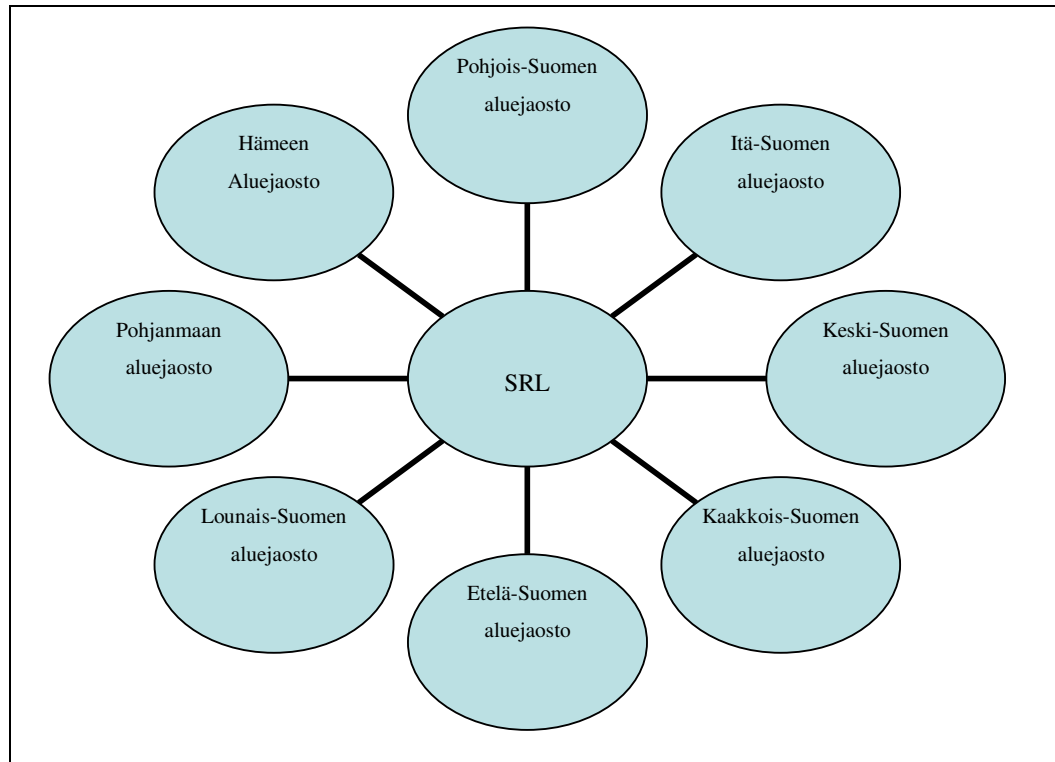 Pohjois-Suomen
aluejaosto
Hämeen
Aluejaosto
Itä-Suomen
aluejaosto
Pohjanmaan
aluejaosto
SRL
Keski-Suomen
aluejaosto
Lounais-Suomen
aluejaosto
Kaakkois-Suomen
aluejaosto
Etelä-Suomen
aluejaosto